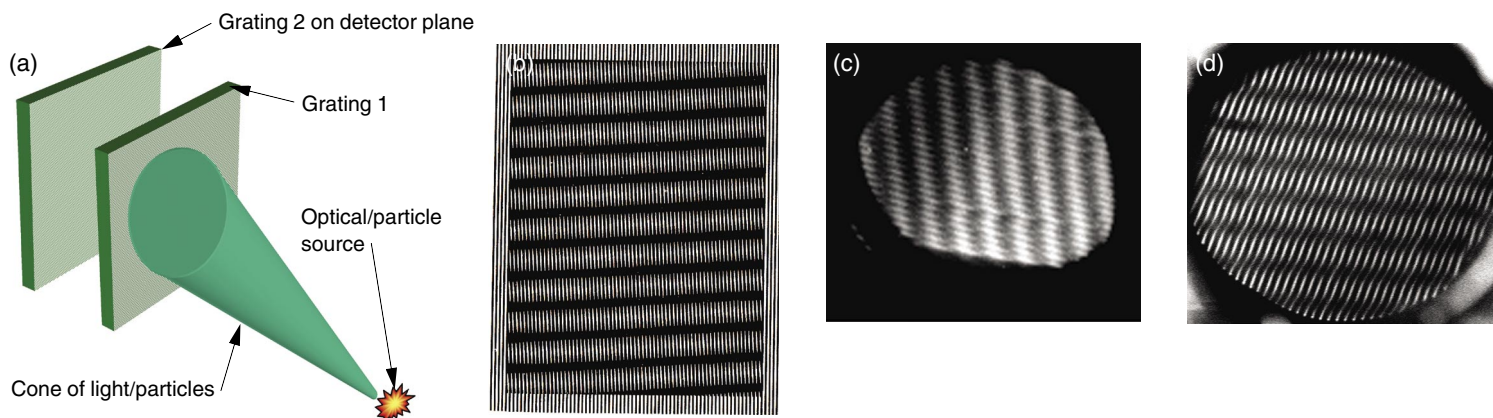 Grating 2 on detector plane
(a)
Grating 1
Optical/particle
source
Cone of light/particles
(b)
(c)
(d)